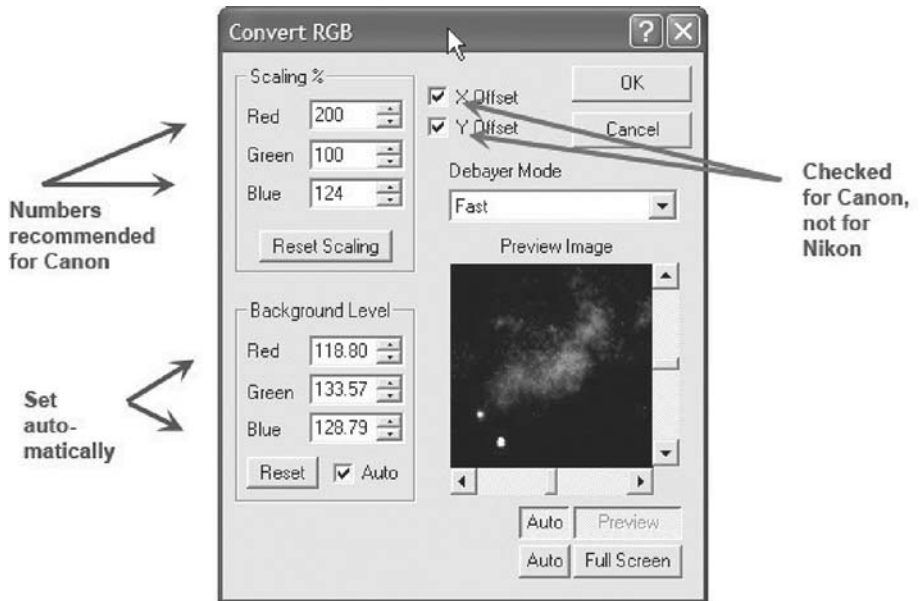 Convert RGB
?
X
Scaling %
Red 200
Green 100
Blue 124
Reset Scaling
X Offset
Y Offset
OK
Cancel
Debayer Mode
Fast
Preview Image
Background Level
Red 118.80
Green 133.57
Blue 128.79
Reset
Auto
Auto
Preview
Auto
Full Screen
Numbers
recommended
for Canon
Set
auto-
matically
Checked
for Canon,
not for
Nikon